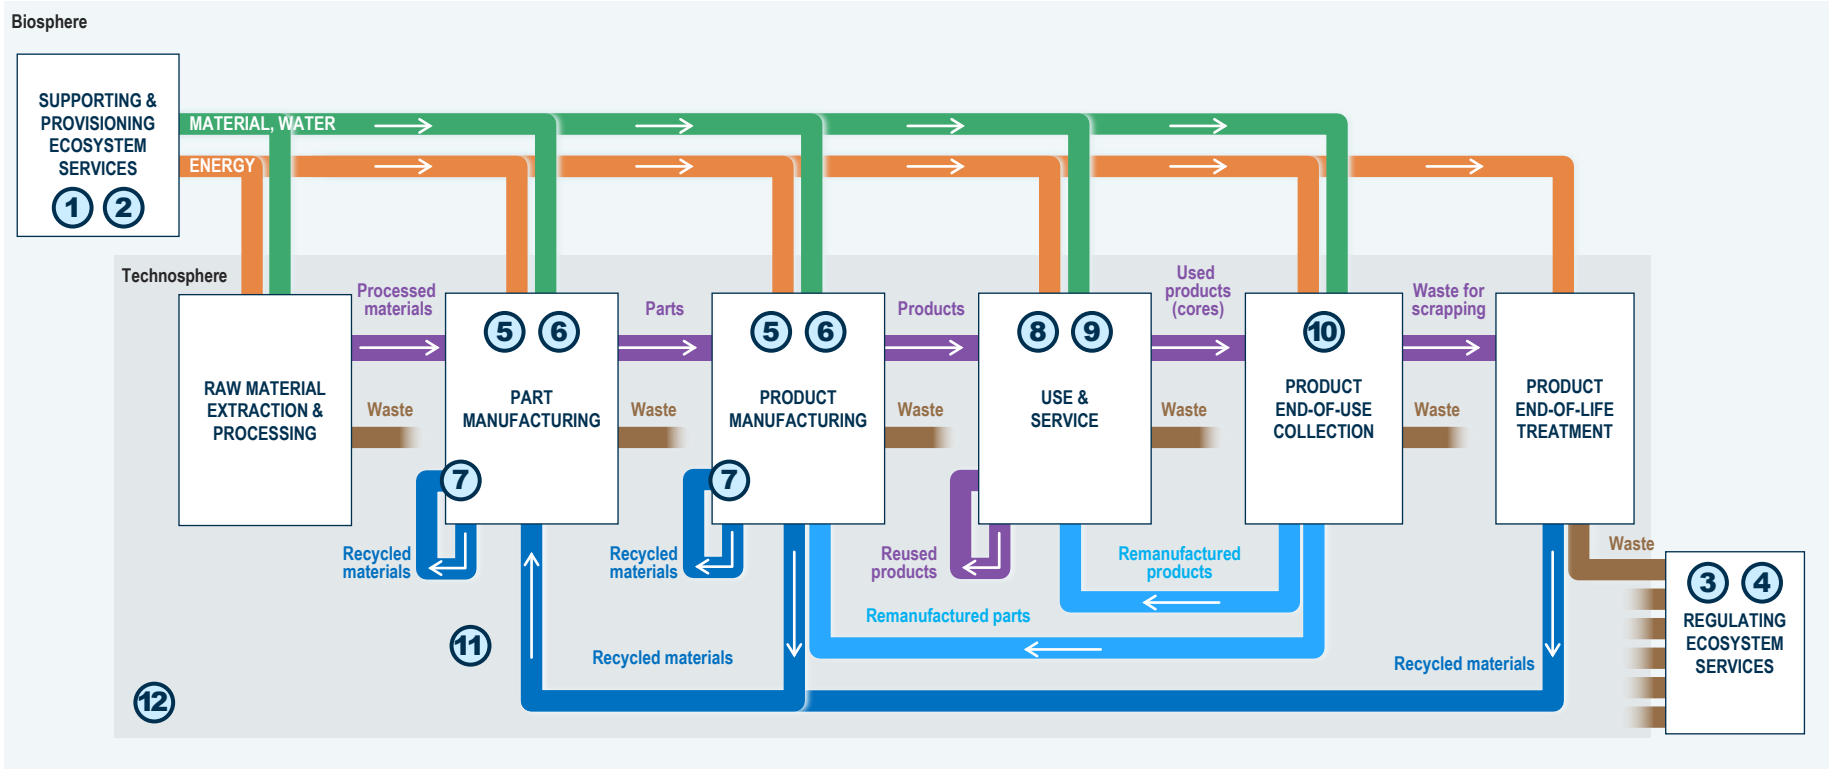 Biosphere
SUPPORTING &
PROVISIONING
ECOSYSTEM
SERVICES
1 2
MATERIAL, WATER
ENERGY
Technosphere
RAW MATERIAL
EXTRACTION &
PROCESSING
Processed
materials
Waste
5 6
PART
MANUFACTURING
7
Recycled
materials
Parts
Waste
5 6
PRODUCT
MANUFACTURING
7
Recycled
materials
Products
Waste
8 9
USE &
SERVICE
Reused
products
Used
products
(cores)
Waste
10
PRODUCT
END-OF-USE
COLLECTION
Remanufactured
products
Remanufactured parts
Waste for
scrapping
Waste
PRODUCT
END-OF-LIFE
TREATMENT
Waste
3 4
REGULATING
ECOSYSTEM
SERVICES
11
Recycled materials
Recycled materials
12